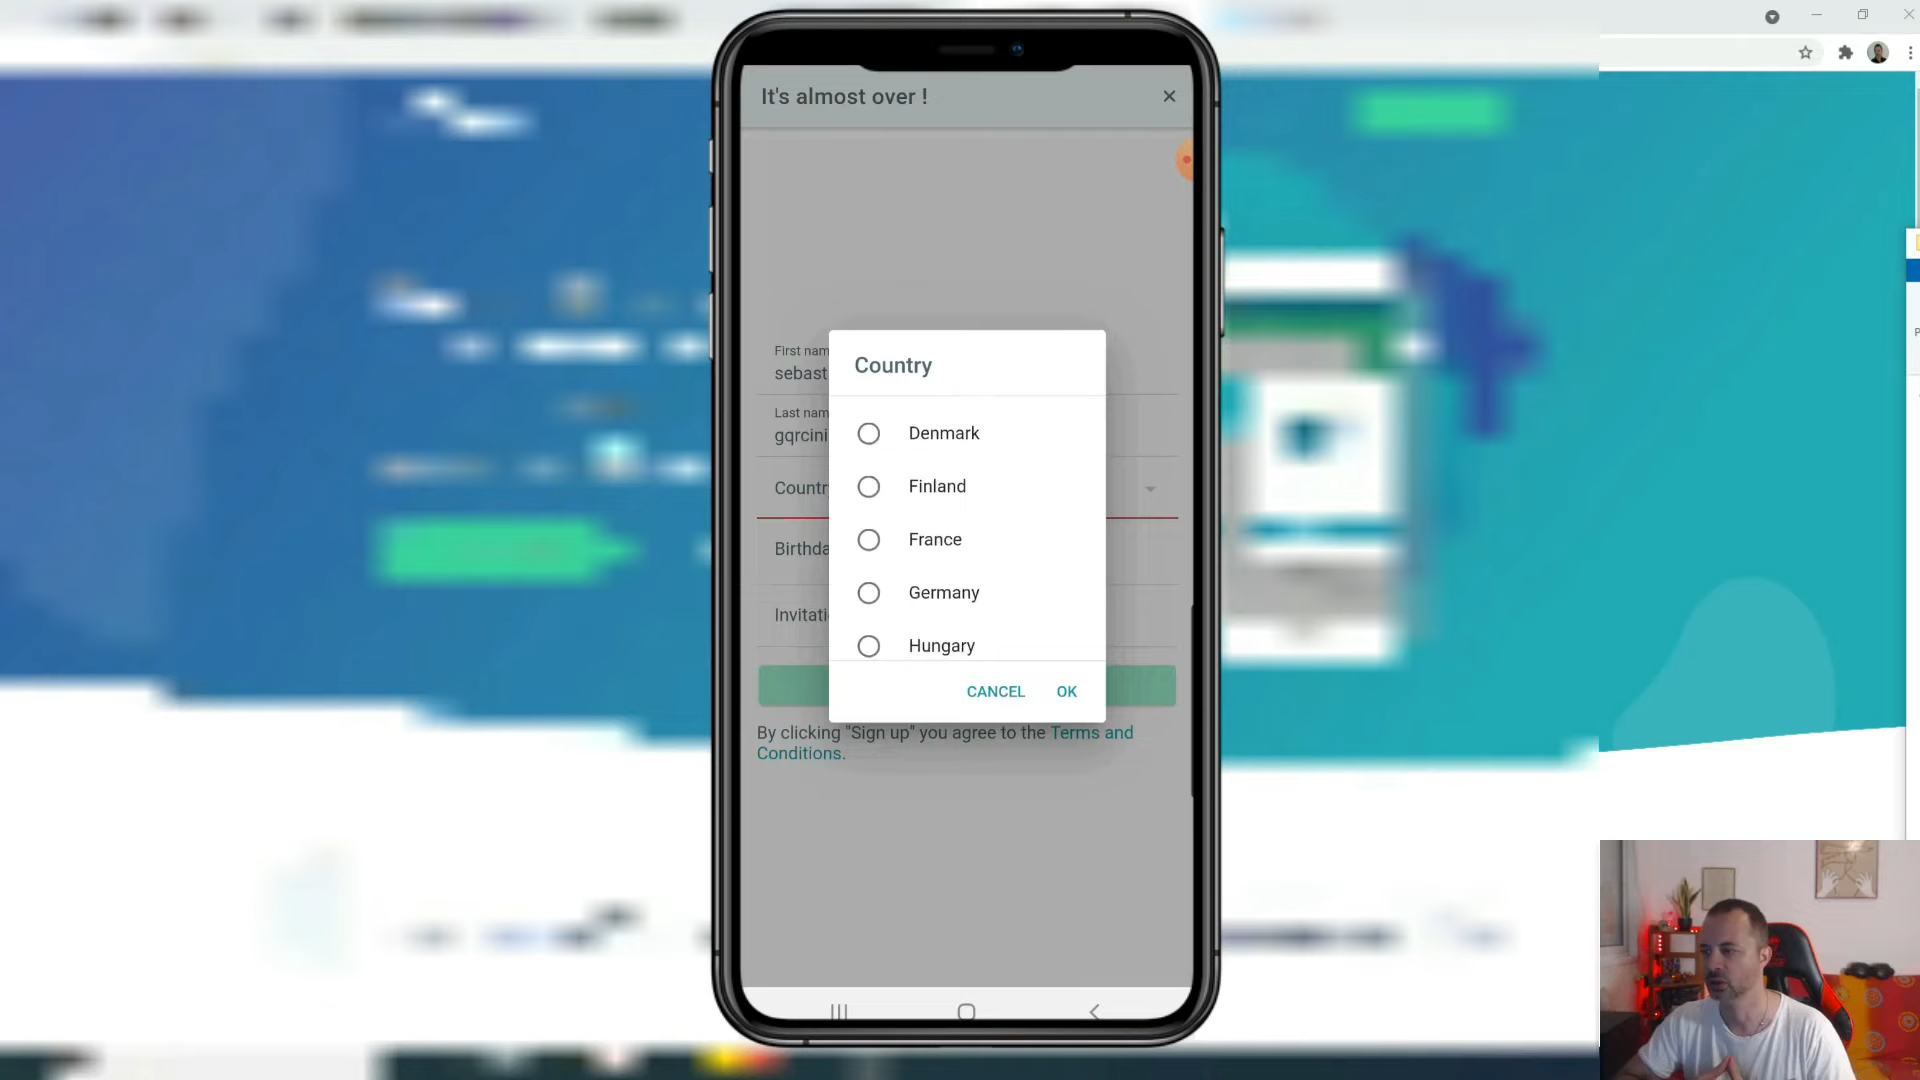 It's almost over !
First nam
sebast
Last nam
gqrcini
Country
Birthda
Invitati
Country
Denmark
Finland
France
Germany
Hungary
CANCEL OK
By clicking "Sign up" you agree to the Terms and
Conditions.